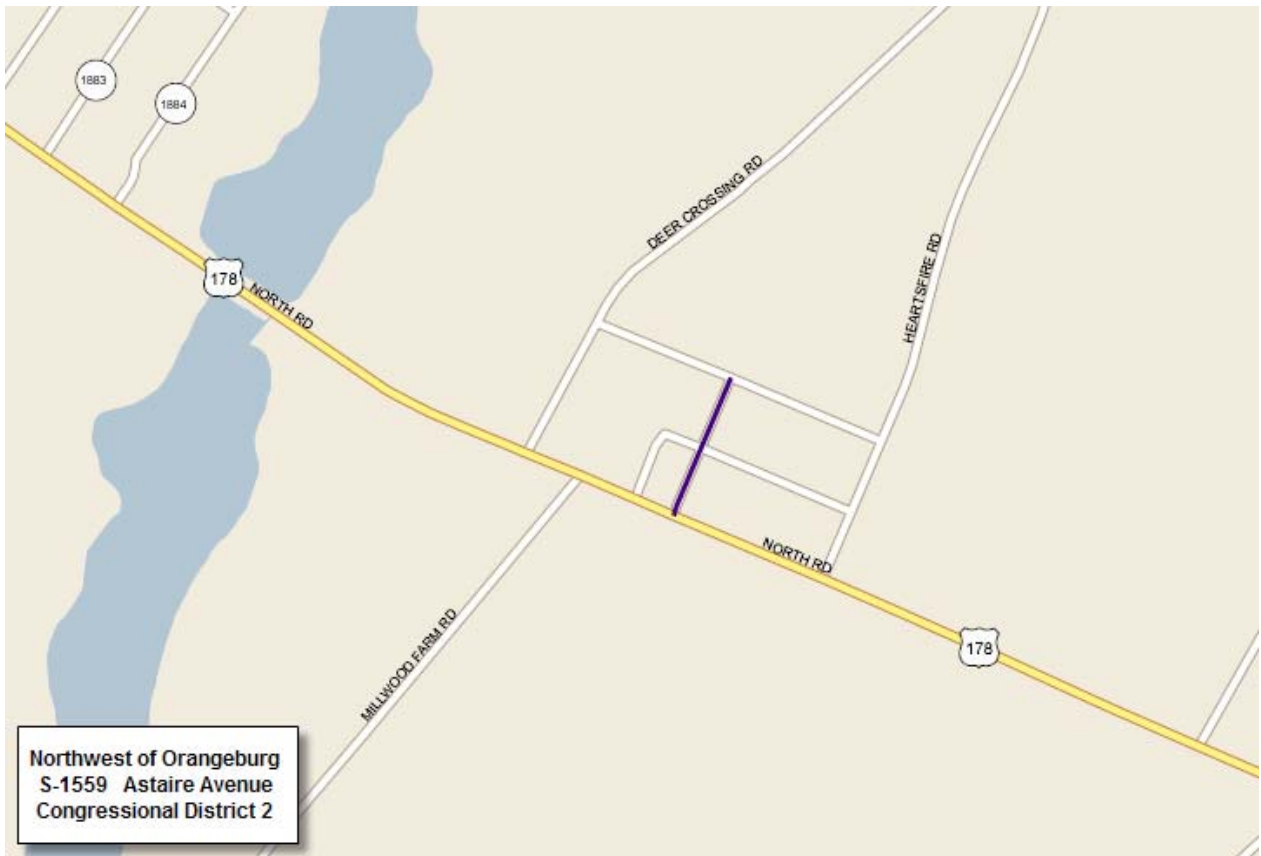 1883
1884
DEER CROSSING RD
HEARTSFIRE RD
178
NORTH RD
NORTH RD
178
MILLWOOD FARM RD
Northwest of Orangeburg
S-1559 Astaire Avenue
Congressional District 2